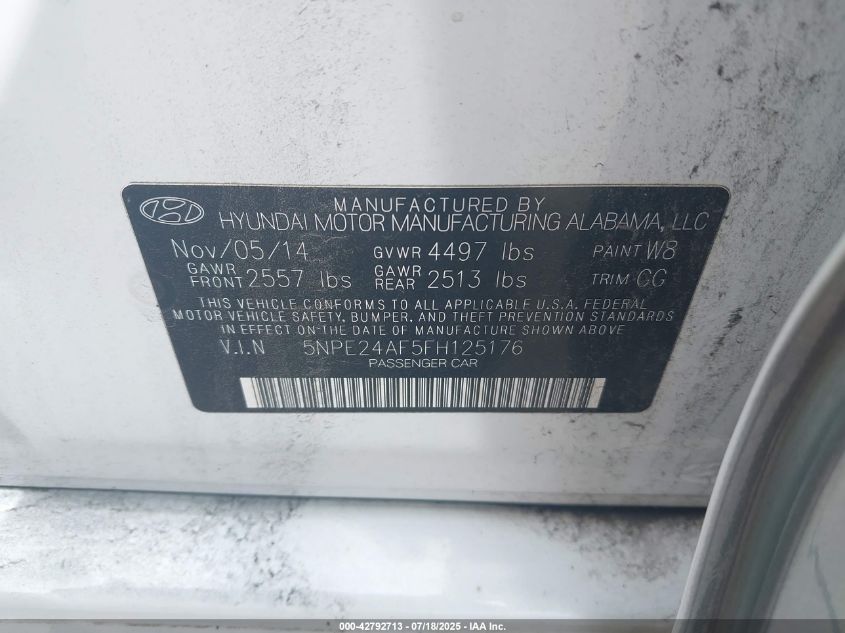 MANUFACTURED BY
HYUNDAI MOTOR MANUFACTURING ALABAMA, LLC
Nov/05/14 GVWR 4497 lbs PAINT W8
GAWR FRONT 2557 lbs GAWR REAR 2513 lbs TRIM CG
THIS VEHICLE CONFORMS TO ALL APPLICABLE U.S.A. FEDERAL
MOTOR VEHICLE SAFETY, BUMPER, AND THEFT PREVENTION STANDARDS
IN EFFECT ON THE DATE OF MANUFACTURE SHOWN ABOVE
V.I.N 5NPE24AF5FH125176
PASSENGER CAR
000-42792713 - 07/18/2025 - IAA Inc.